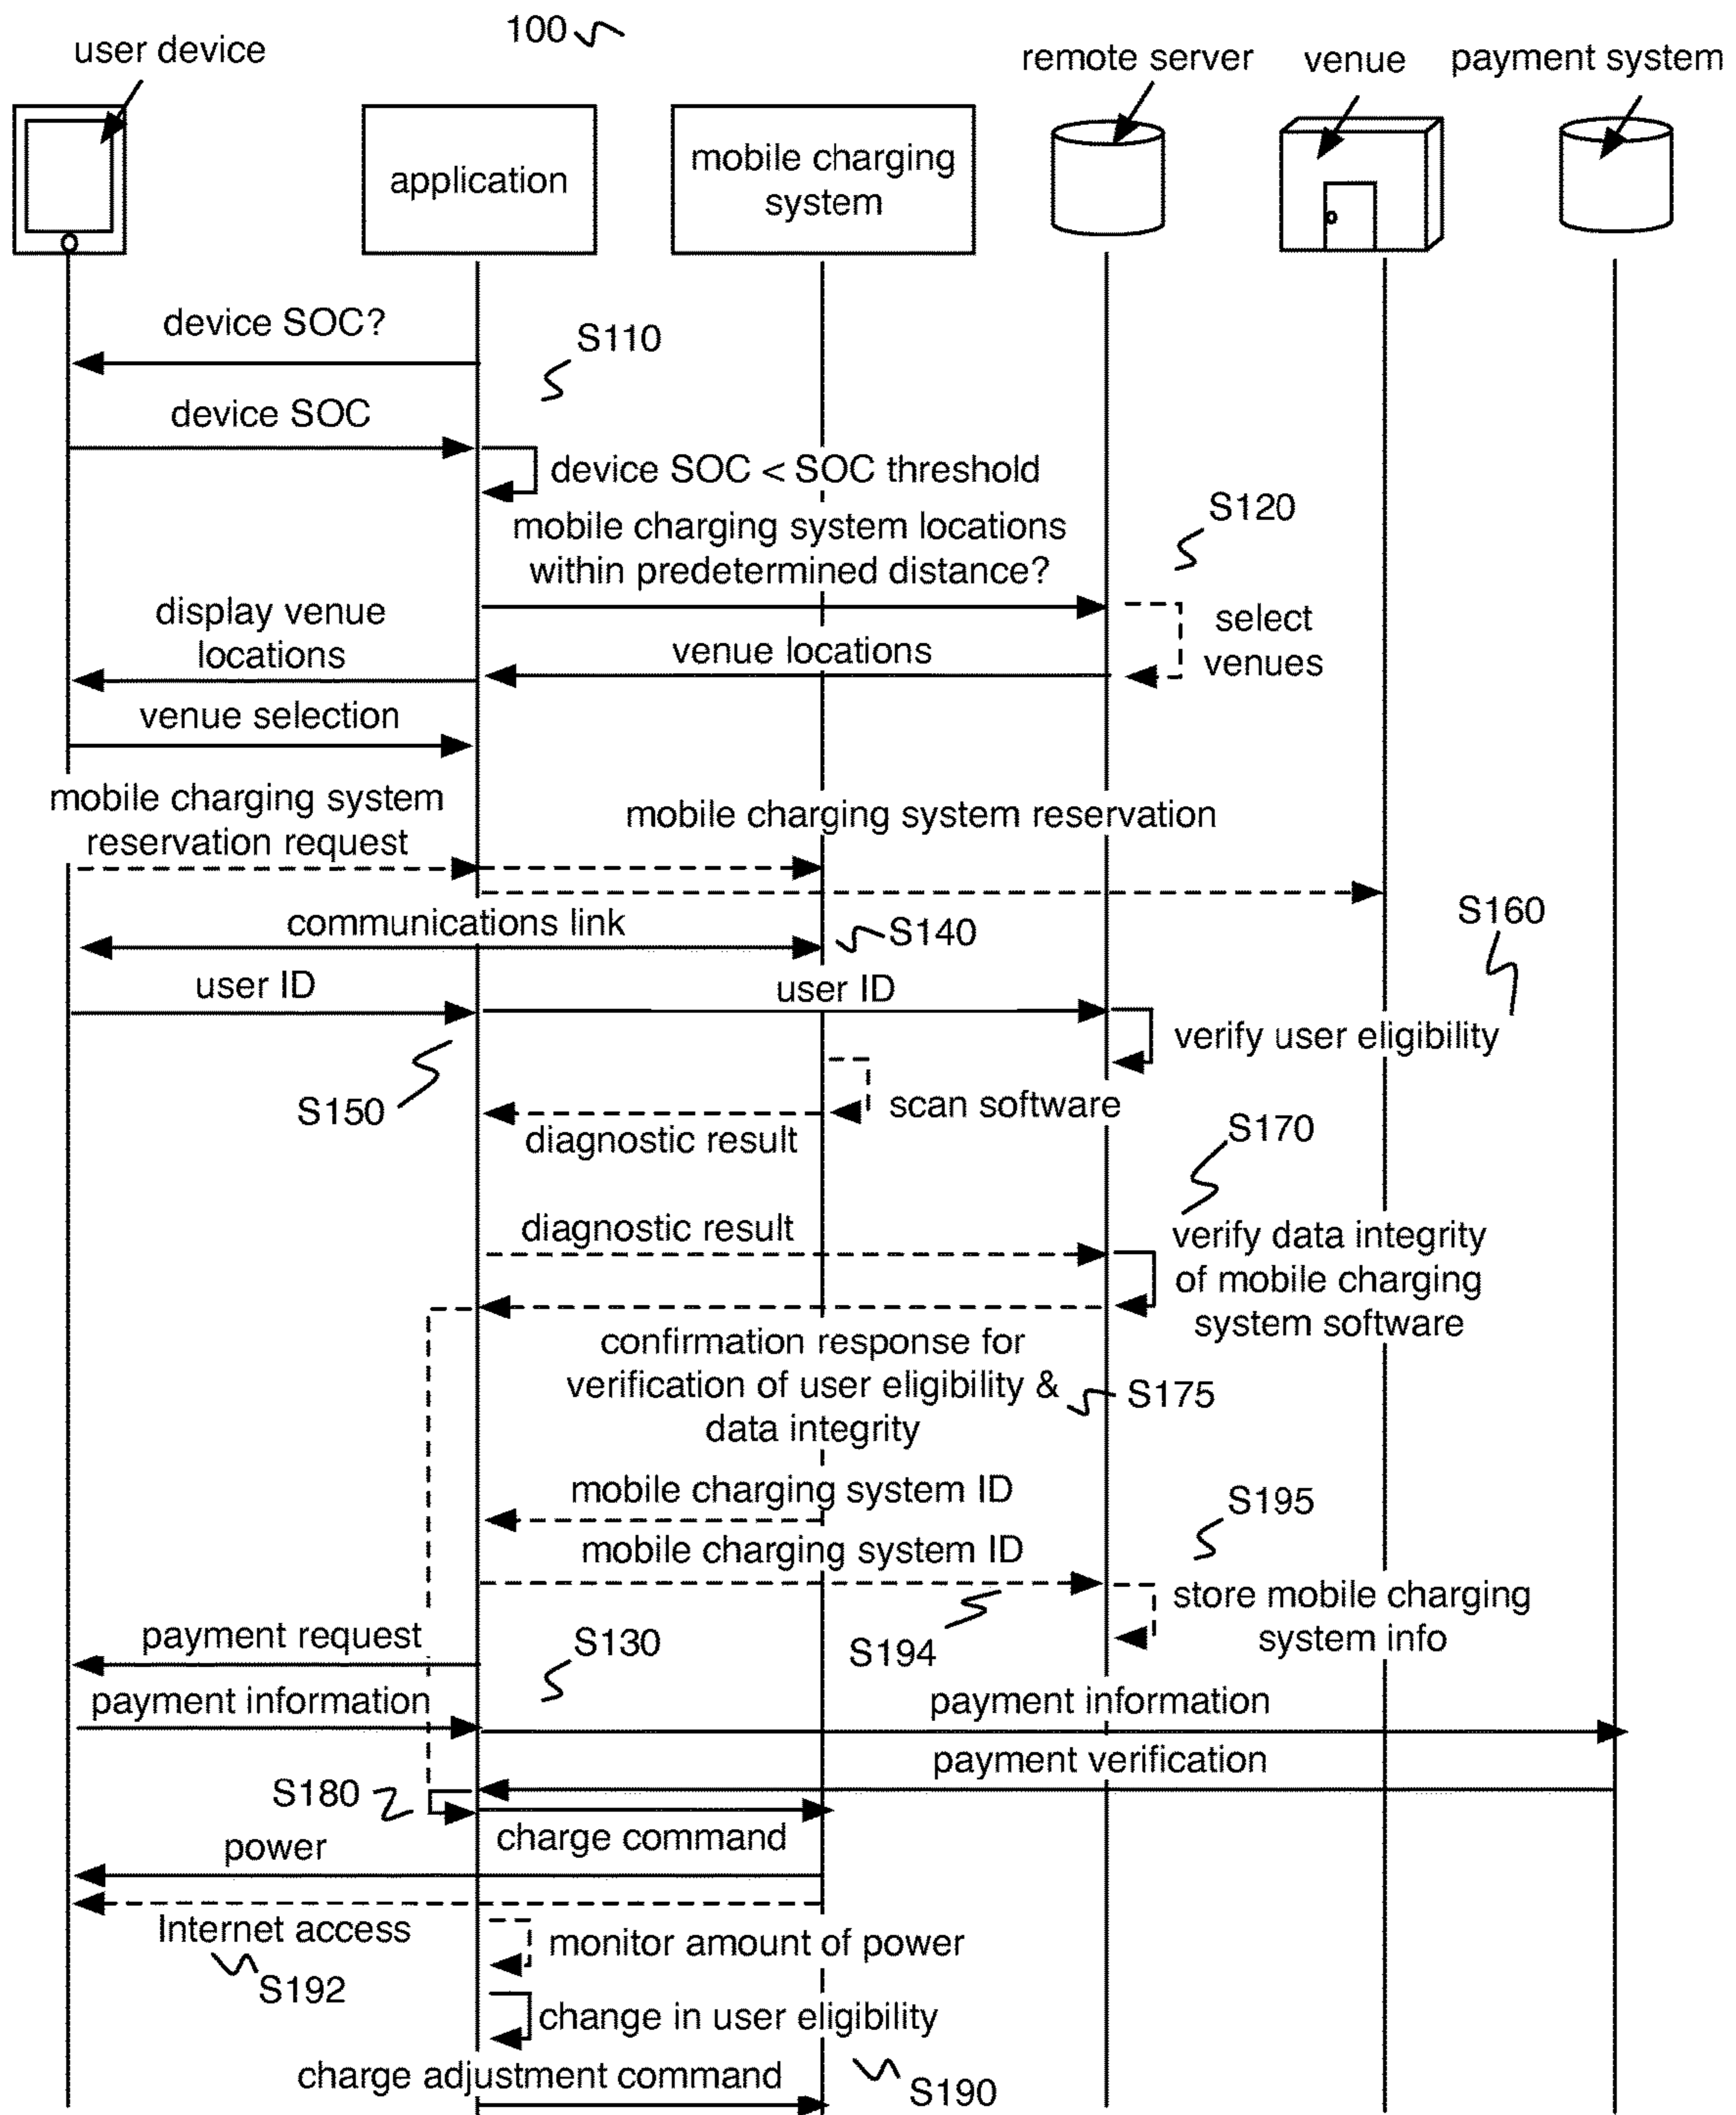 100
user device
remote server
venue
payment system
application
mobile charging
system
device SOC?
S110
device SOC
device SOC < SOC threshold
S120
mobile charging system locations
within predetermined distance?
display venue
locations
select
venues
venue locations
venue selection
mobile charging system
reservation request
mobile charging system reservation
communications link
S140
S160
user ID
user ID
verify user eligibility
S150
scan software
diagnostic result
S170
diagnostic result
verify data integrity
of mobile charging
system software
confirmation response for
verification of user eligibility &
data integrity
S175
mobile charging system ID
S195
mobile charging system ID
store mobile charging
system info
S194
payment request
S130
payment information
payment information
payment verification
S180
charge command
power
Internet access
monitor amount of power
S192
change in user eligibility
charge adjustment command
S190